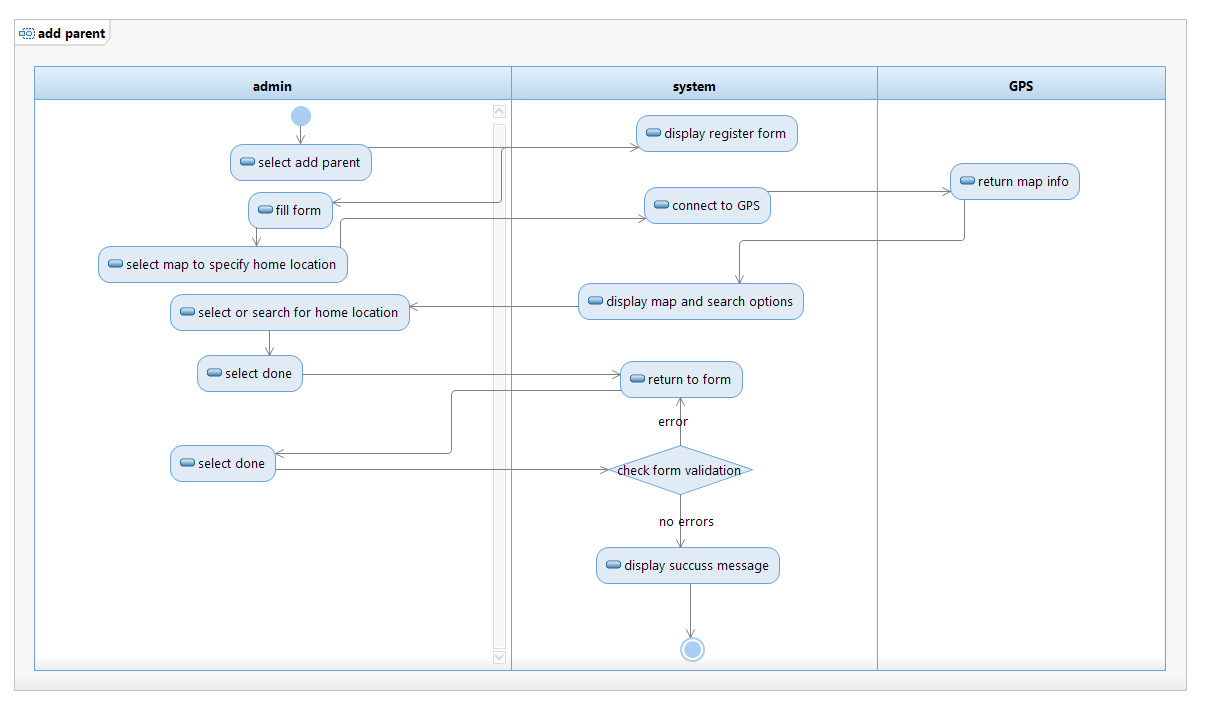 add parent
admin
system
GPS
display register form
select add parent
return map info
fill form
connect to GPS
select map to specify home location
display map and search options
select or search for home location
select done
return to form
error
select done
check form validation
no errors
display succuss message